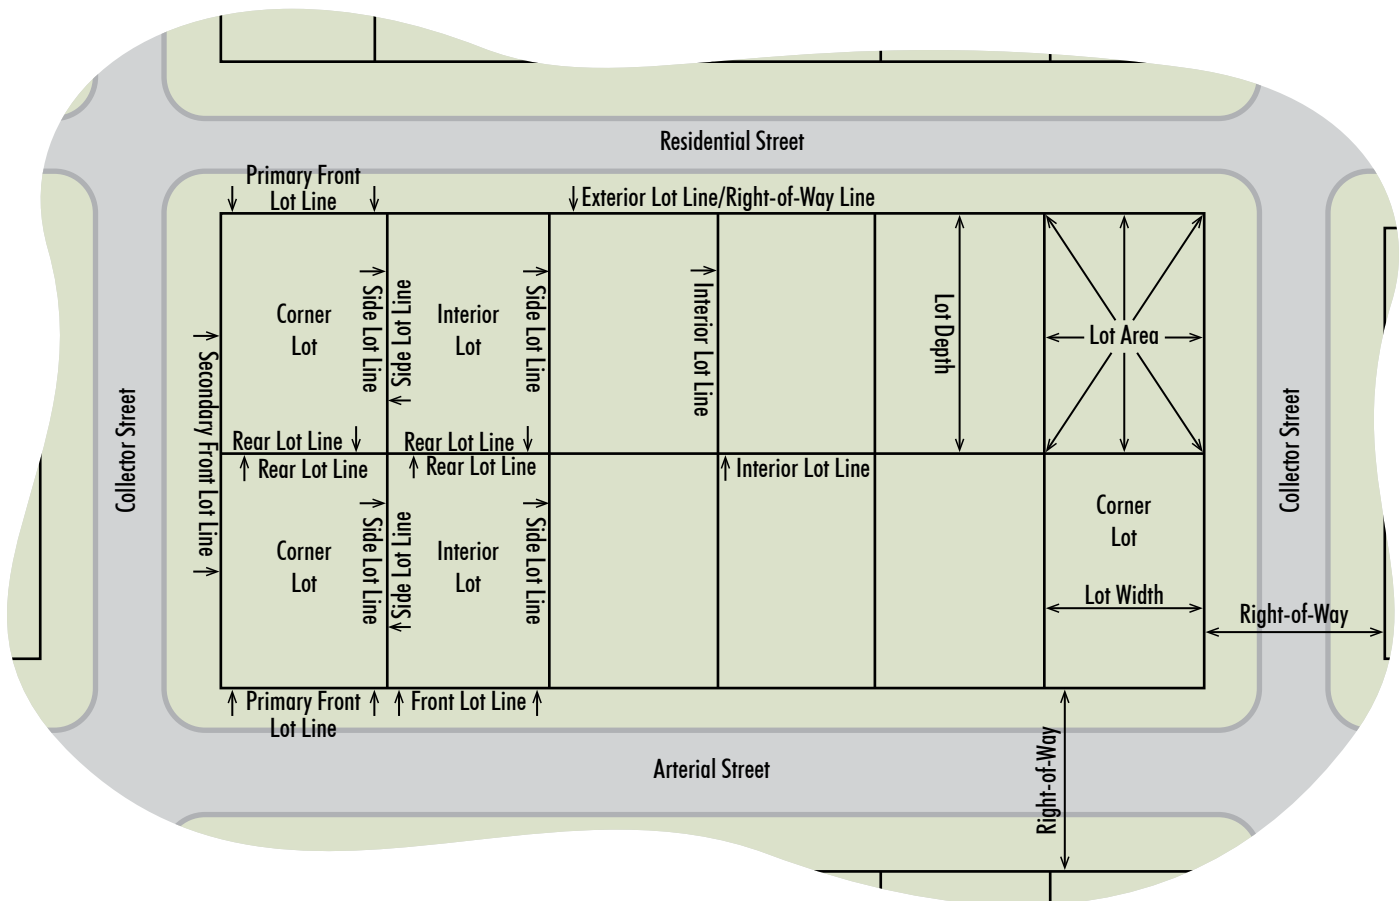 Residential Street
Primary Front
Lot Line
Exterior Lot Line/Right-of-Way Line
Corner
Lot
Side Lot Line
Side Lot Line
Interior
Lot
Side Lot Line
Interior Lot Line
Lot Depth
Lot Area
Secondary Front Lot Line
Collector Street
Collector Street
Rear Lot Line
Rear Lot Line
Rear Lot Line
Rear Lot Line
Interior Lot Line
Corner
Lot
Side Lot Line
Side Lot Line
Interior
Lot
Side Lot Line
Corner
Lot
Lot Width
Right-of-Way
Primary Front
Lot Line
Front Lot Line
Right-of-Way
Arterial Street